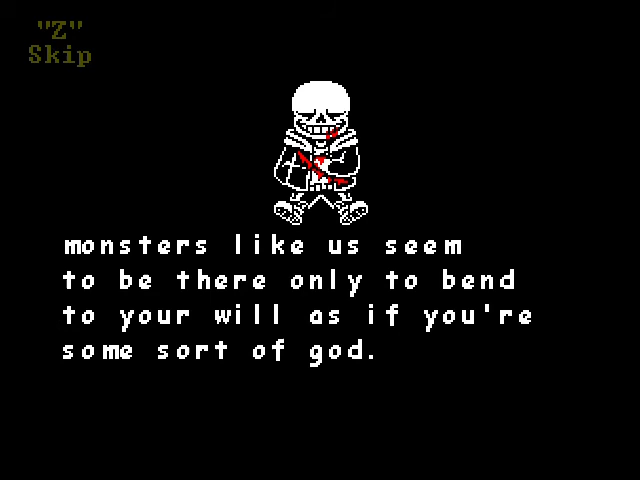 "Z"
Skip
monsters like us seem
to be there only to bend
to your will as if you're
some sort of god.